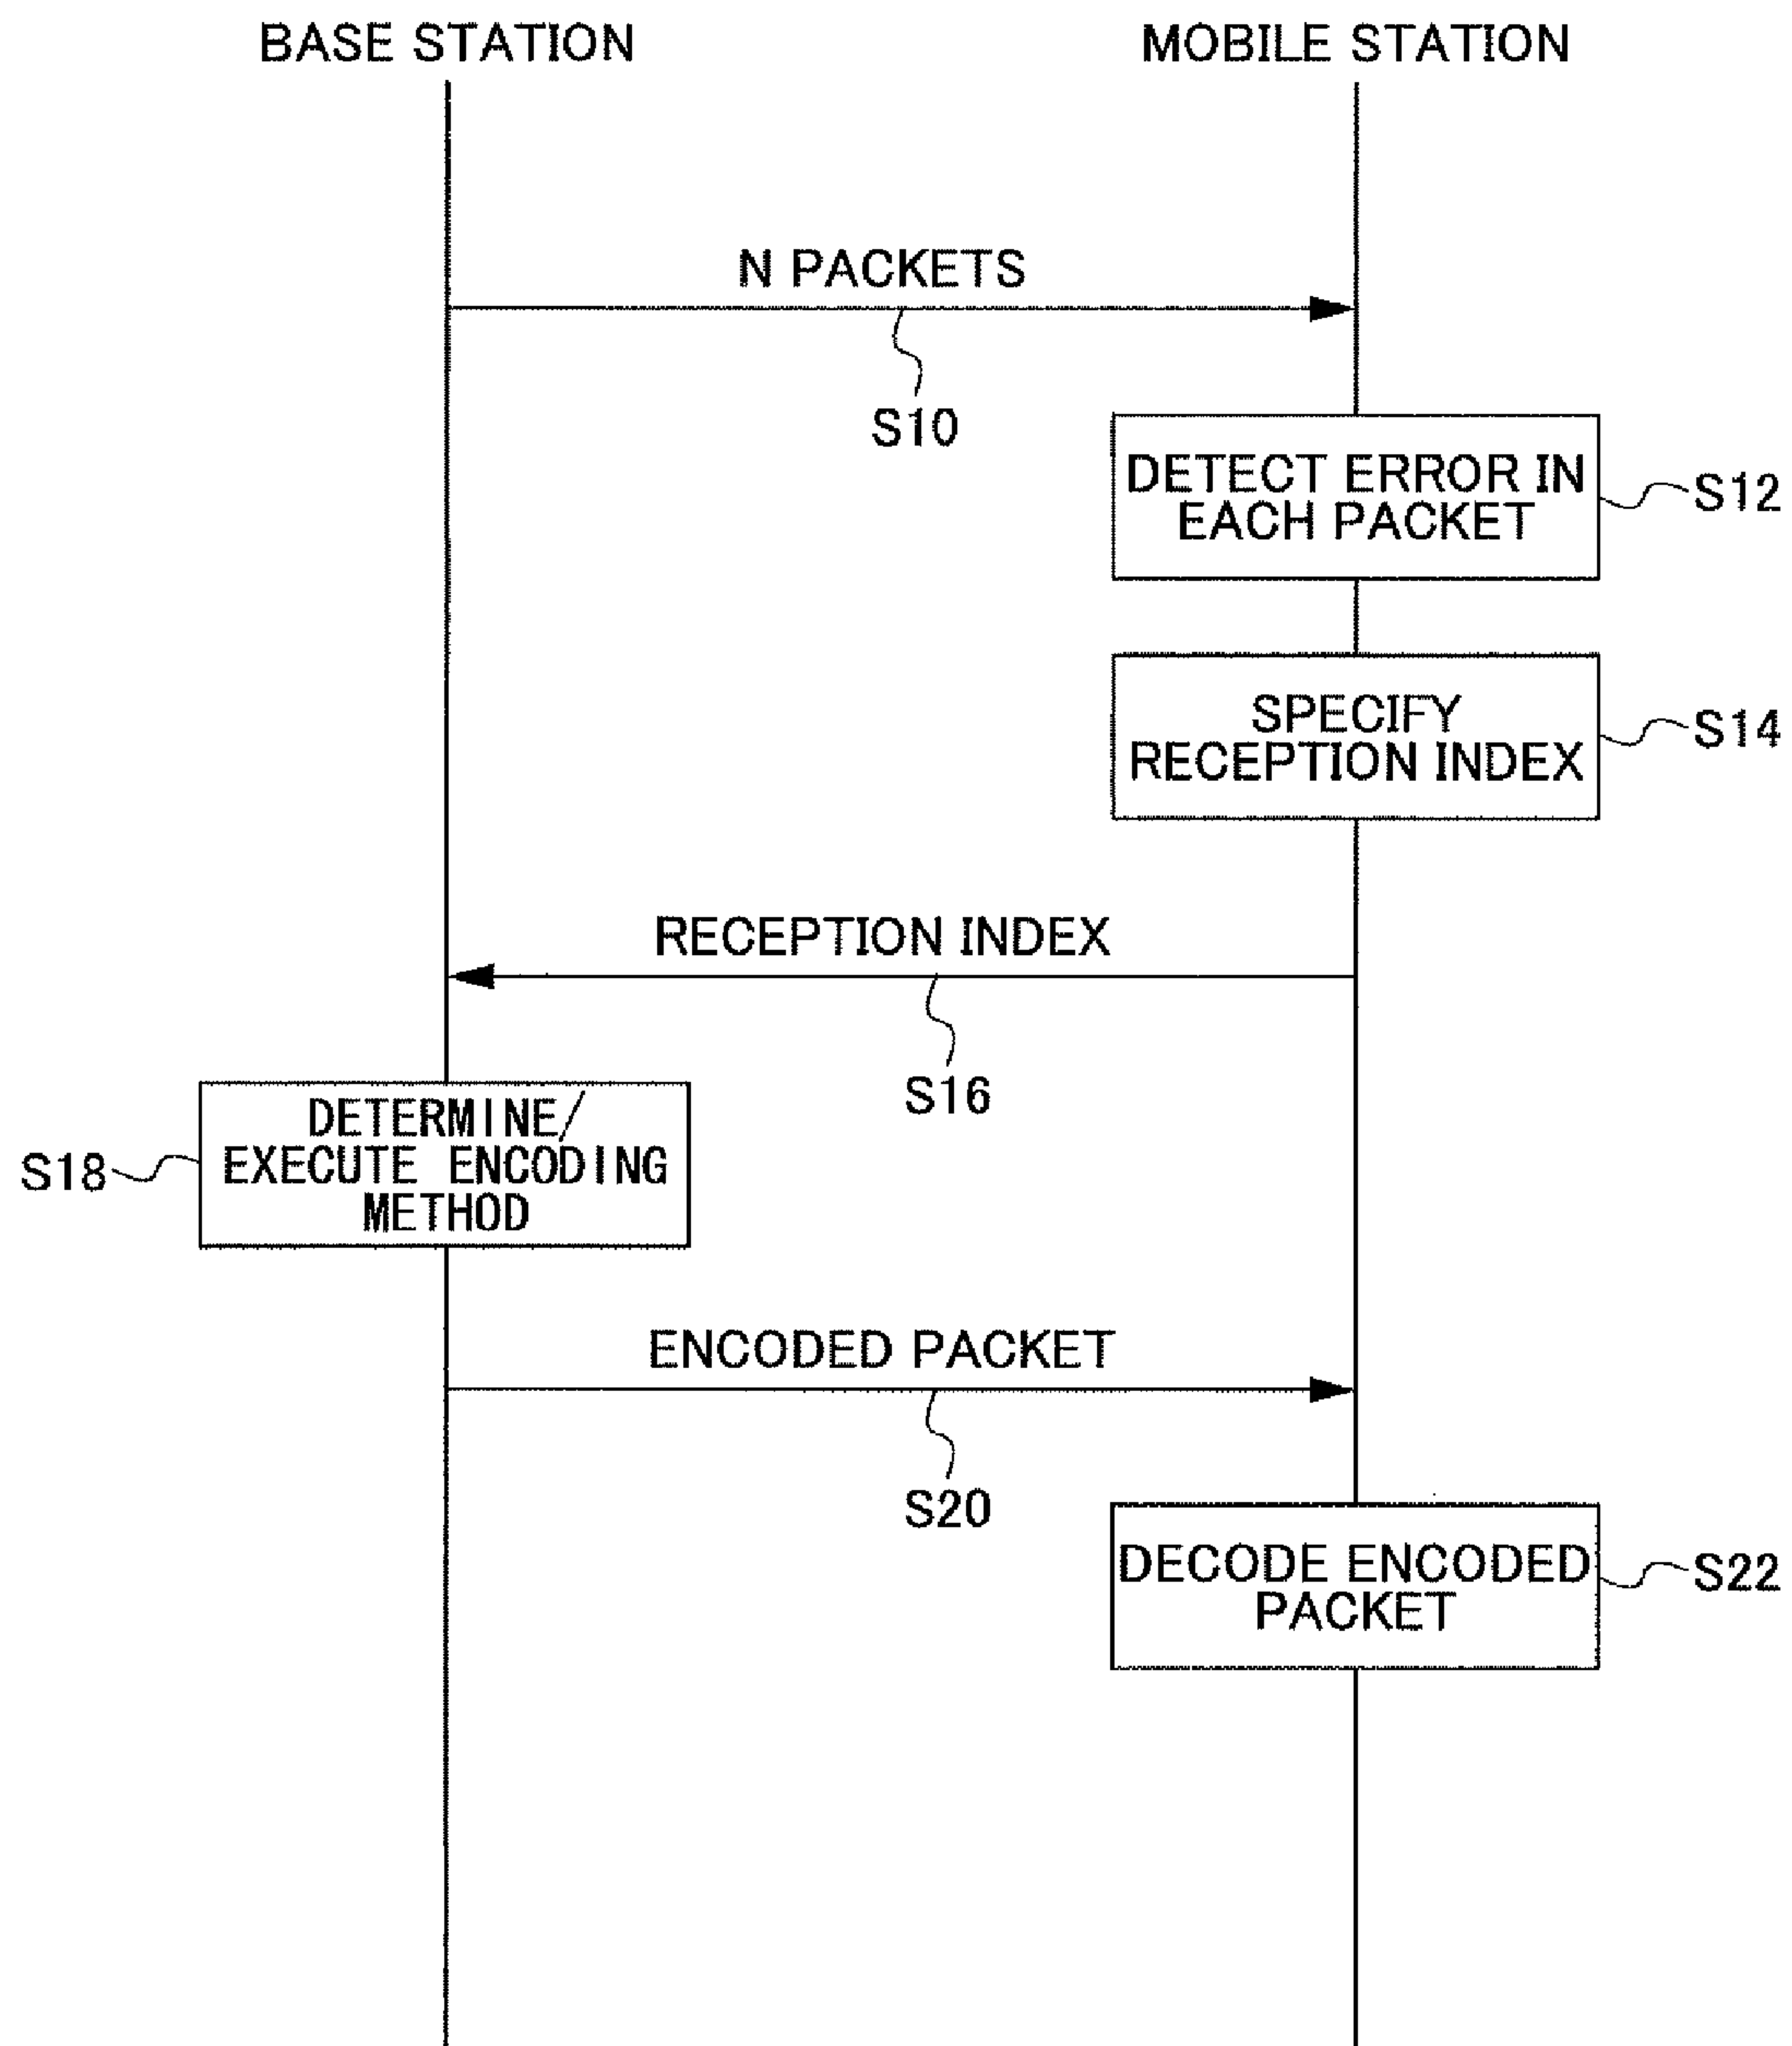 BASE STATION
MOBILE STATION
N PACKETS
S10
DETECT ERROR IN
EACH PACKET
S12
SPECIFY
RECEPTION INDEX
S14
RECEPTION INDEX
S16
DETERMINE/
EXECUTE ENCODING
METHOD
S18
ENCODED PACKET
S20
DECODE ENCODED
PACKET
S22